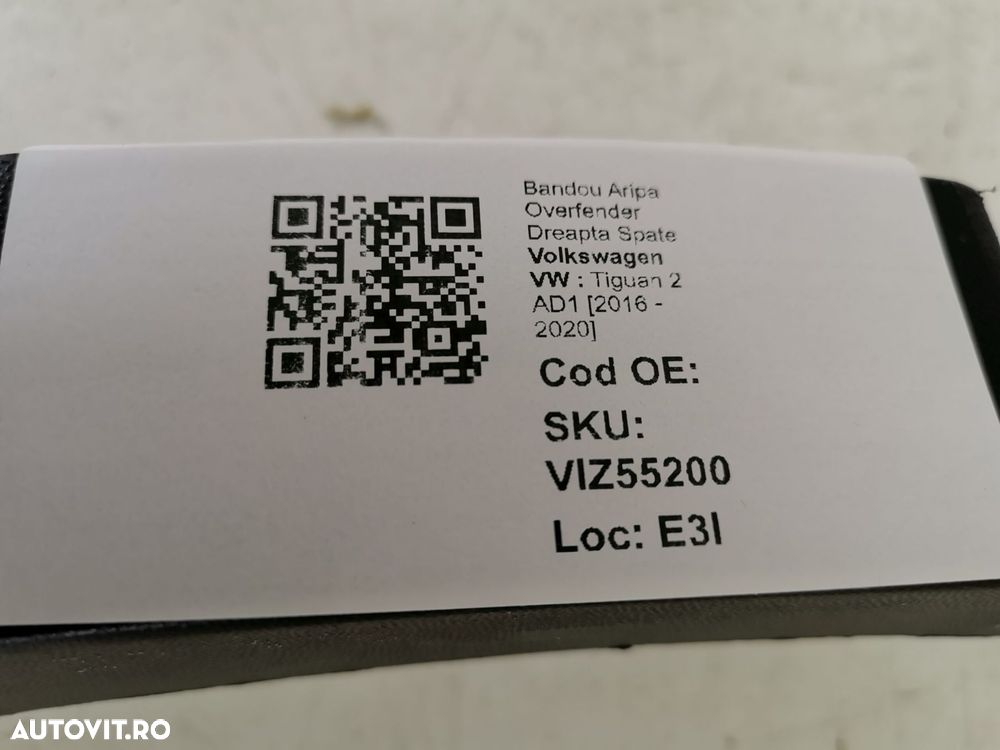 Bandou Aripa
Overfender
Dreapta Spate
Volkswagen
VW : Tiguan 2
AD1 [2016 -
2020]
Cod OE:
SKU:
VIZ55200
Loc: E3I
AUTOVIT.RO